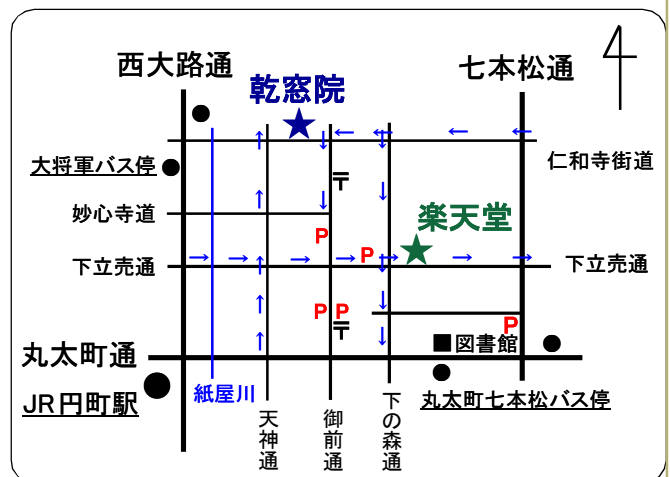 西大路通
七本松通
乾窓院
大将軍バス停
〒
仁和寺街道
妙心寺道
楽天堂
P
P
下立売通
下立売通
P
P
〒
P
図書館
丸太町通
JR円町駅
紙屋川
丸太町七本松バス停
天神通
御前通
下の森通